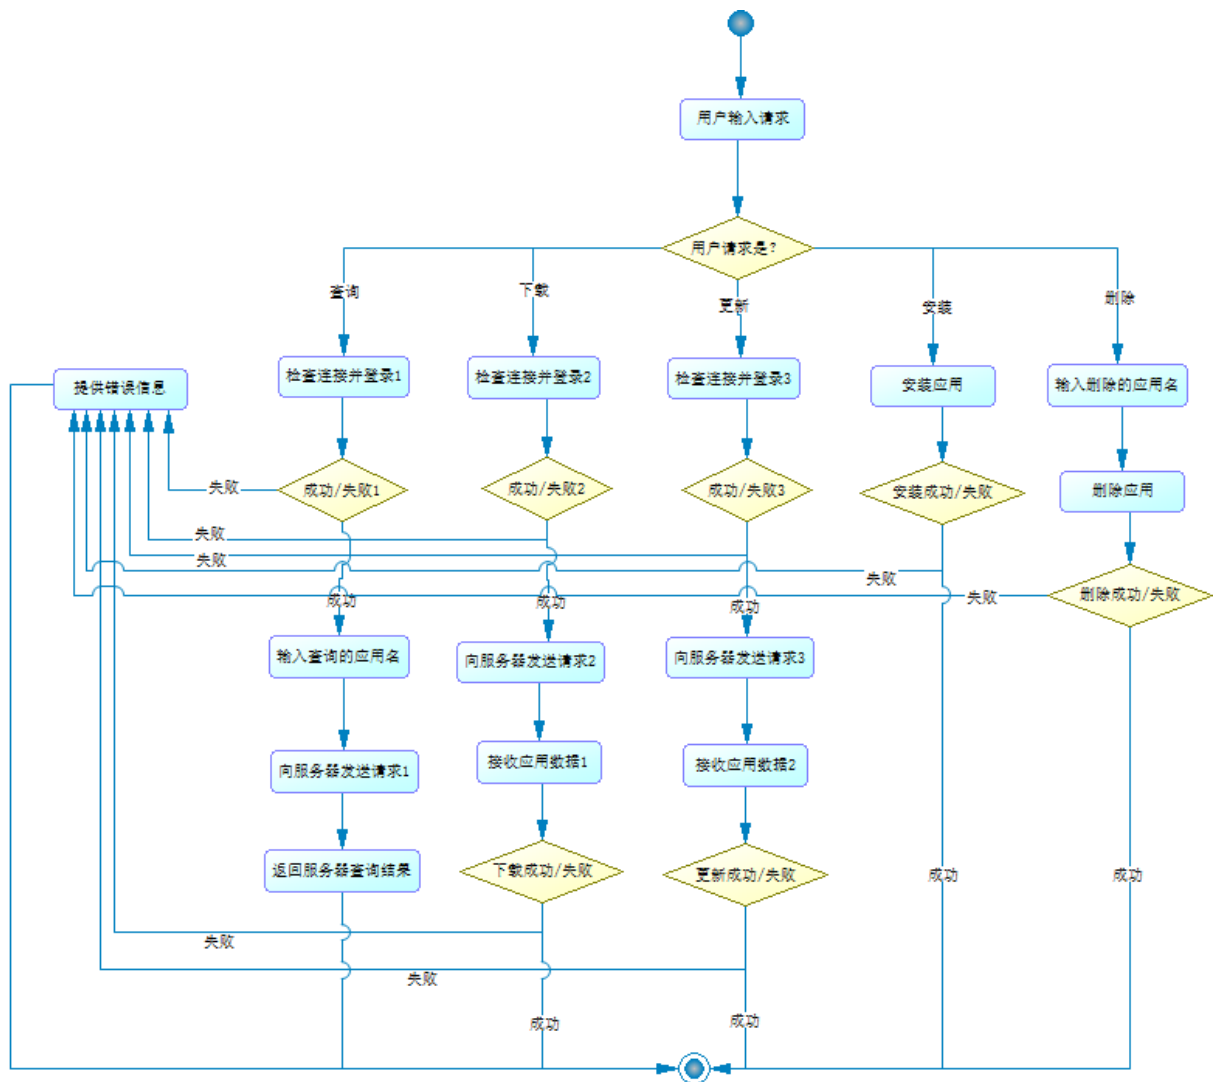 用户输入请求
用户请求是?
查询
下载
更新
安装
删除
提供错误信息
检查连接并登录1
检查连接并登录2
检查连接并登录3
安装应用
输入删除的应用名
失败
成功/失败1
成功/失败2
成功/失败3
安装成功/失败
删除应用
失败
失败
失败
失败
删除成功/失败
成功
成功
成功
输入查询的应用名
向服务器发送请求2
向服务器发送请求3
向服务器发送请求1
接收应用数据1
接收应用数据2
返回服务器查询结果
下载成功/失败
更新成功/失败
成功
成功
失败
失败
成功
成功